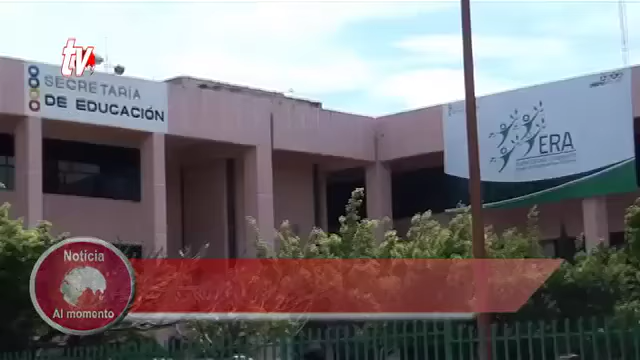 tv
SECRETARÍA
DE EDUCACIÓN
ERA
Noticia
Al momento